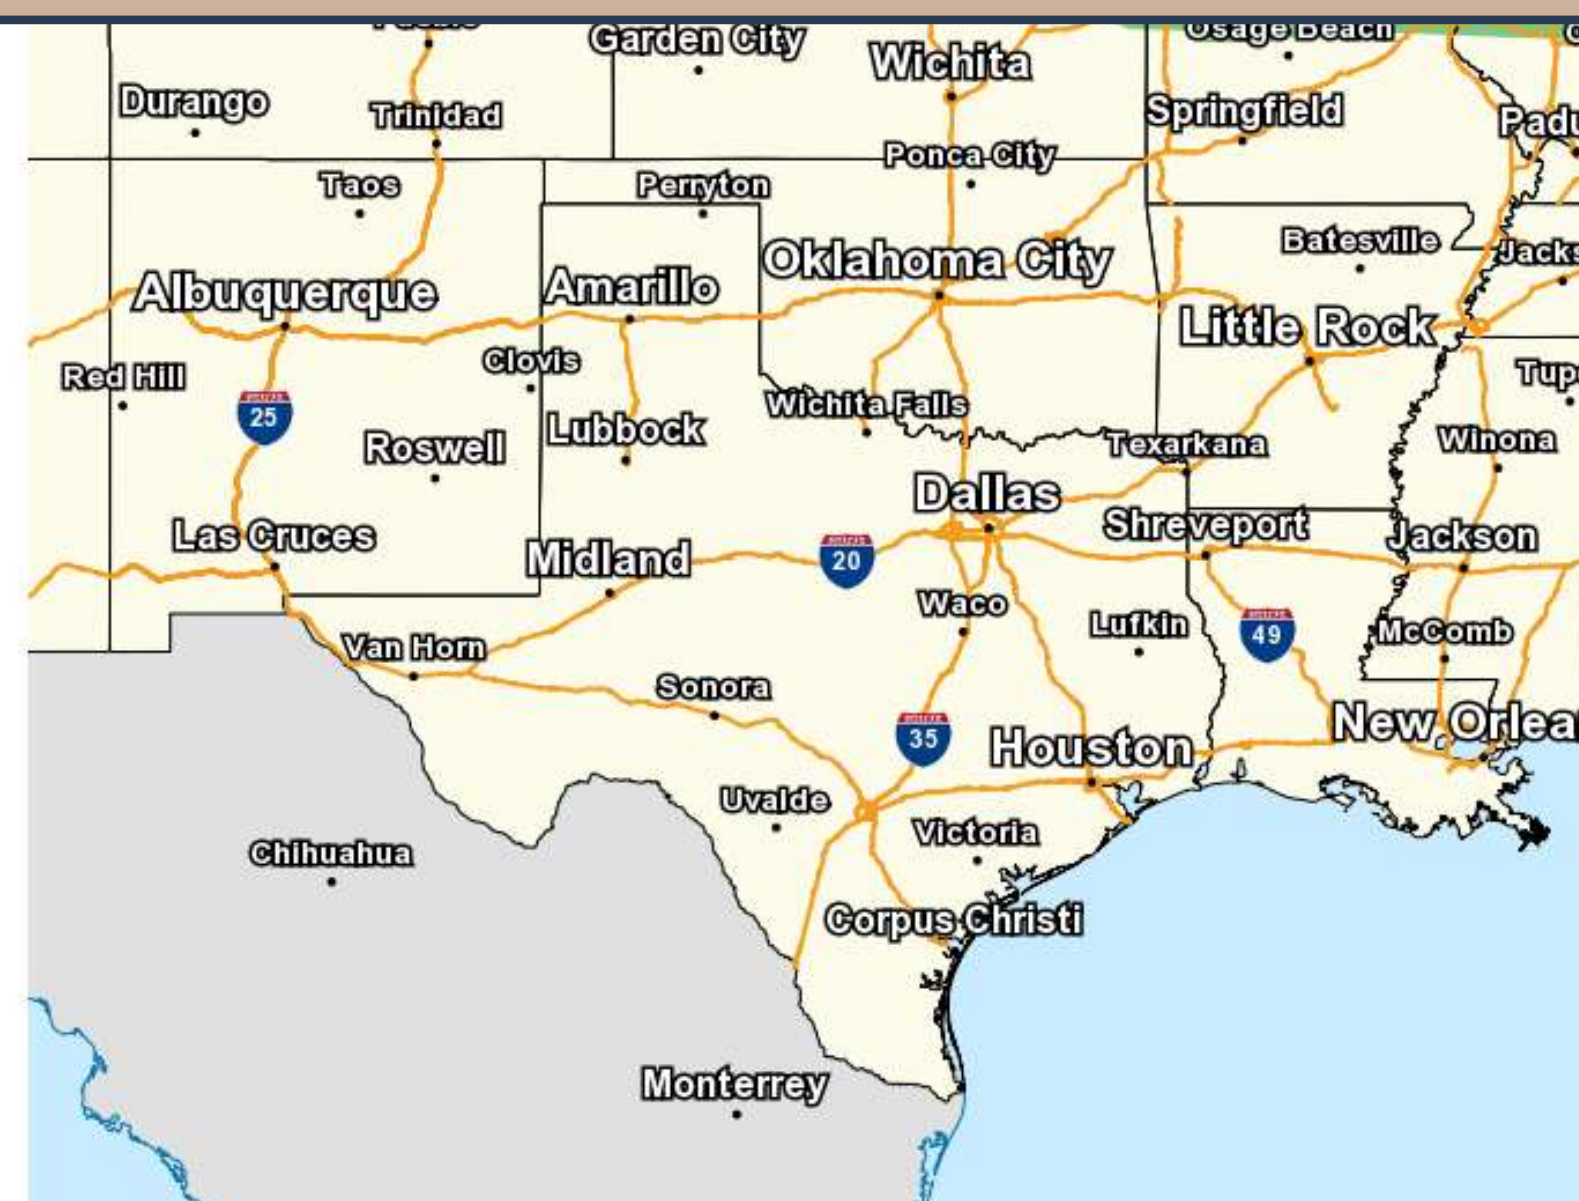 Garden City
Wichita
Osage Beach
Durango
Trinidad
Springfield
Ponca City
Taos
Perryton
Oklahoma City
Batesville
Albuquerque
Amarillo
Little Rock
Clovis
Red Hill
25
Wichita Falls
Roswell
Lubbock
Texarkana
Winona
Dallas
Las Cruces
Shreveport
Jackson
Midland
20
Waco
Lufkin
49
McComb
Van Horn
Sonora
35
Houston
New Orlea
Uvalde
Victoria
Chihuahua
Corpus Christi
Monterrey